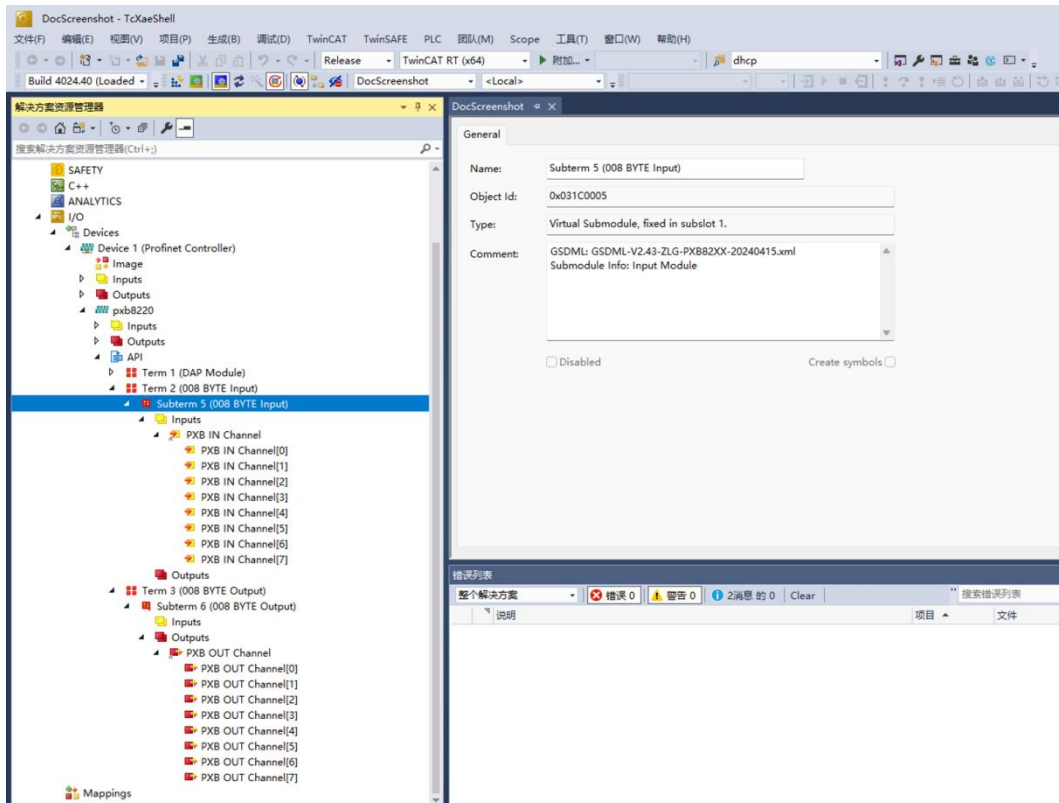 DocScreenshot - TcXaeShell
文件(F) 编辑(E) 视图(V) 项目(P) 生成(B) 调试(D) TwinCAT TwinSAFE PLC 团队(M) Scope 工具(T) 窗口(W) 帮助(H)
Release TwinCAT RT (x64) 附加... dhcp
Build 4024.40 (Loaded DocScreenshot <Local>
解决方案资源管理器
搜索解决方案资源管理器(Ctrl+;)
SAFETY
C++
ANALYTICS
I/O
Devices
Device 1 (Profinet Controller)
Image
Inputs
Outputs
pxb8220
Inputs
Outputs
API
Term 1 (DAP Module)
Term 2 (008 BYTE Input)
Subterm 5 (008 BYTE Input)
Inputs
PXB IN Channel
PXB IN Channel[0]
PXB IN Channel[1]
PXB IN Channel[2]
PXB IN Channel[3]
PXB IN Channel[4]
PXB IN Channel[5]
PXB IN Channel[6]
PXB IN Channel[7]
Outputs
Term 3 (008 BYTE Output)
Subterm 6 (008 BYTE Output)
Inputs
Outputs
PXB OUT Channel
PXB OUT Channel[0]
PXB OUT Channel[1]
PXB OUT Channel[2]
PXB OUT Channel[3]
PXB OUT Channel[4]
PXB OUT Channel[5]
PXB OUT Channel[6]
PXB OUT Channel[7]
Mappings
DocScreenshot
General
Name: Subterm 5 (008 BYTE Input)
Object Id: 0x031C0005
Type: Virtual Submodule, fixed in subslot 1.
Comment: GSDML: GSDML-V2.43-ZLG-PXB82XX-20240415.xml
Submodule Info: Input Module
Disabled Create symbols
错误列表
整个解决方案 错误 0 警告 0 2消息 的 0 Clear 搜索错误列表
说明 项目 文件